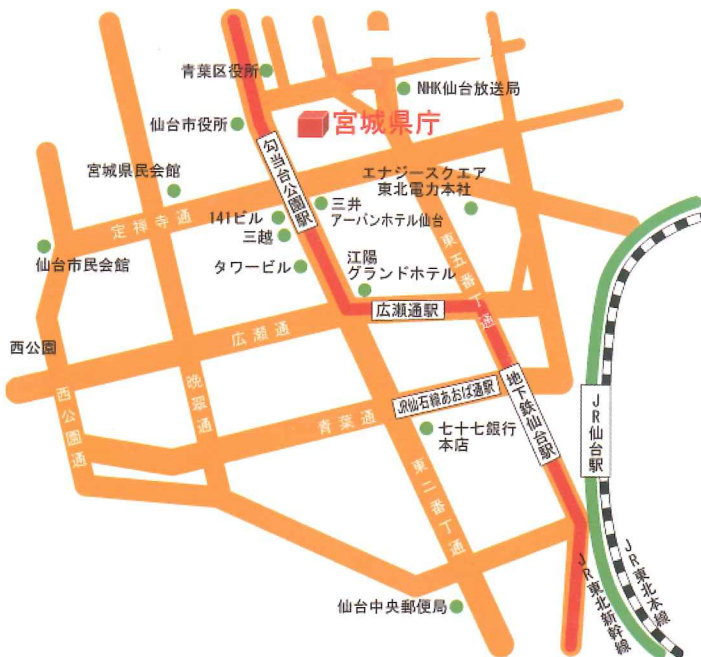 青葉区役所
NHK仙台放送局
仙台市役所
宮城県庁
勾当台公園駅
エナジースクエア
東北電力本社
宮城県民会館
三井
アーバンホテル仙台
141ビル
三越
定禅寺通
東五番丁通
仙台市民会館
タワービル
江陽
グランドホテル
広瀬通駅
広瀬通
西公園
西公園通
晩翠通
JR仙石線あおば通駅
地下鉄仙台駅
JR仙台駅
青葉通
七十七銀行
本店
東二番丁通
仙台中央郵便局
JR東北新幹線
JR東北本線